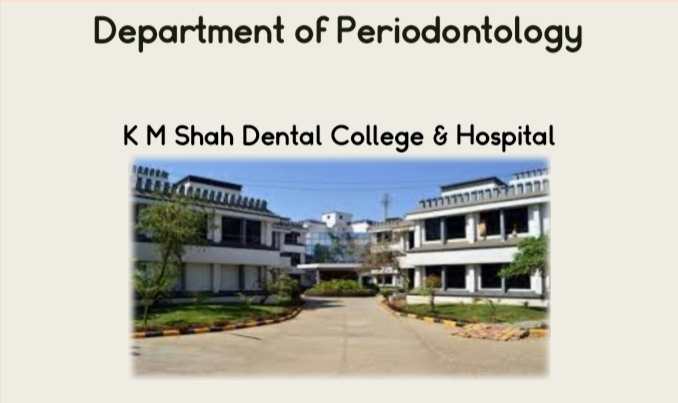 Department of Periodontology
K M Shah Dental College & Hospital